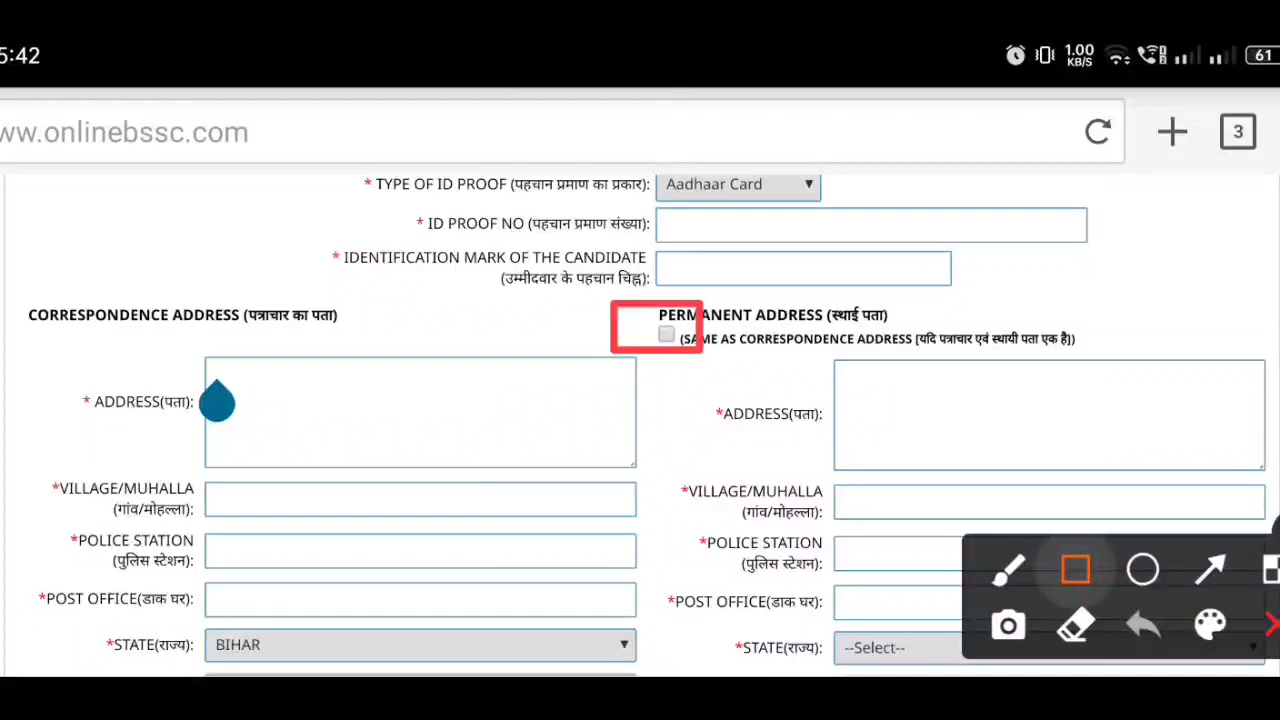 5:42
1.00
KB/S
61
ww.onlinebssc.com
3
* TYPE OF ID PROOF (पहचान प्रमाण का प्रकार):
Aadhaar Card
* ID PROOF NO (पहचान प्रमाण संख्या):
* IDENTIFICATION MARK OF THE CANDIDATE
(उम्मीदवार के पहचान चिह्न):
CORRESPONDENCE ADDRESS (पत्राचार का पता)
PERMANENT ADDRESS (स्थाई पता)
(SAME AS CORRESPONDENCE ADDRESS [यदि पत्राचार एवं स्थायी पता एक है])
* ADDRESS(पता):
*ADDRESS(पता):
*VILLAGE/MUHALLA
(गांव/मोहल्ला):
*VILLAGE/MUHALLA
(गांव/मोहल्ला):
*POLICE STATION
(पुलिस स्टेशन):
*POLICE STATION
(पुलिस स्टेशन):
*POST OFFICE(डाक घर):
*POST OFFICE(डाक घर):
*STATE(राज्य):
BIHAR
*STATE(राज्य):
--Select--